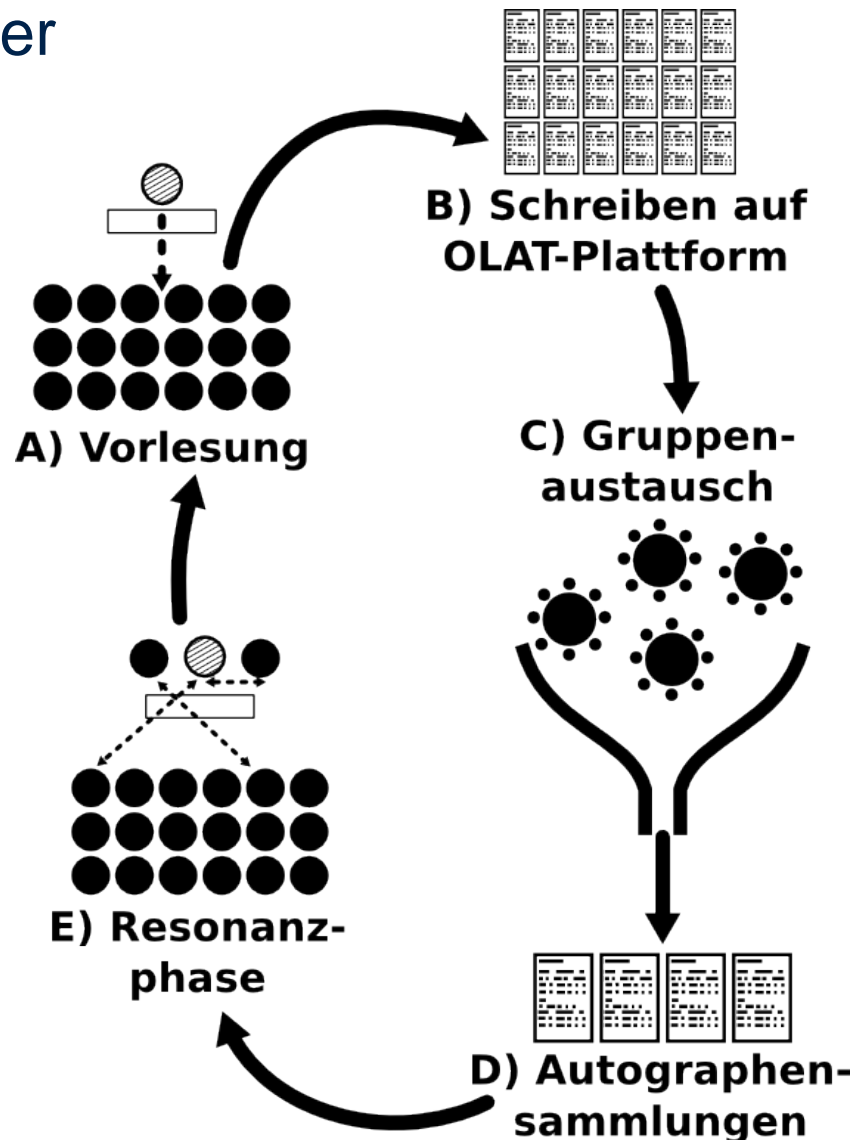 er
B) Schreiben auf
OLAT-Plattform
A) Vorlesung
C) Gruppen-
austausch
E) Resonanz-
phase
D) Autographen-
sammlungen